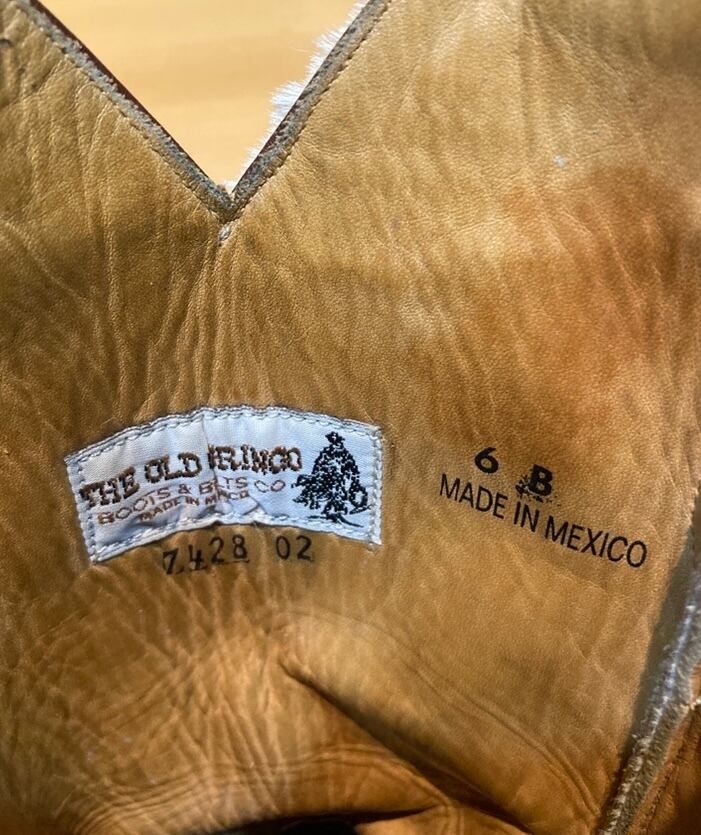 THE OLD GRINGO
BOOTS & BELTS CO
MADE IN MEXICO
7428 02
6 B
MADE IN MEXICO